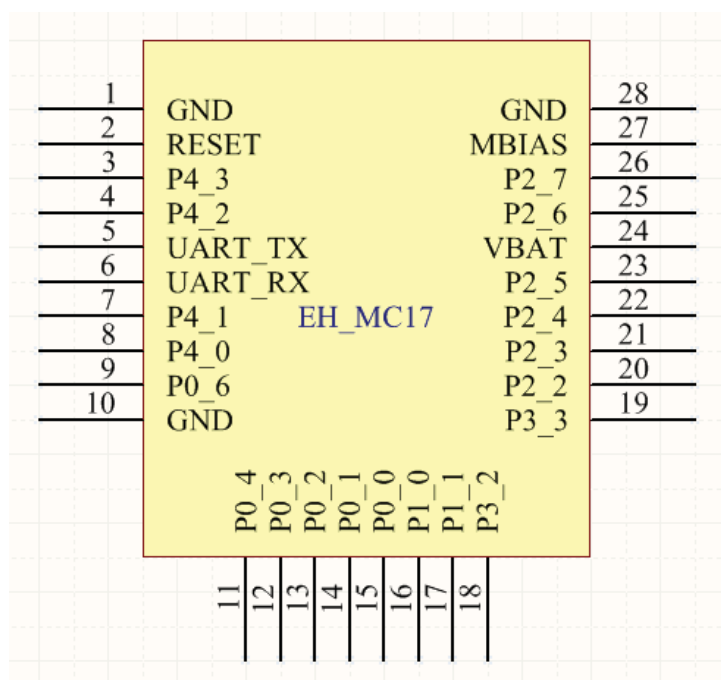 1 GND GND 28
2 RESET MBIAS 27
3 P4_3 P2_7 26
4 P4_2 P2_6 25
5 UART_TX VBAT 24
6 UART_RX P2_5 23
7 P4_1 EH_MC17 P2_4 22
8 P4_0 P2_3 21
9 P0_6 P2_2 20
10 GND P3_3 19
P0_4 P0_3 P0_2 P0_1 P0_0 P1_0 P1_1 P3_2
11 12 13 14 15 16 17 18